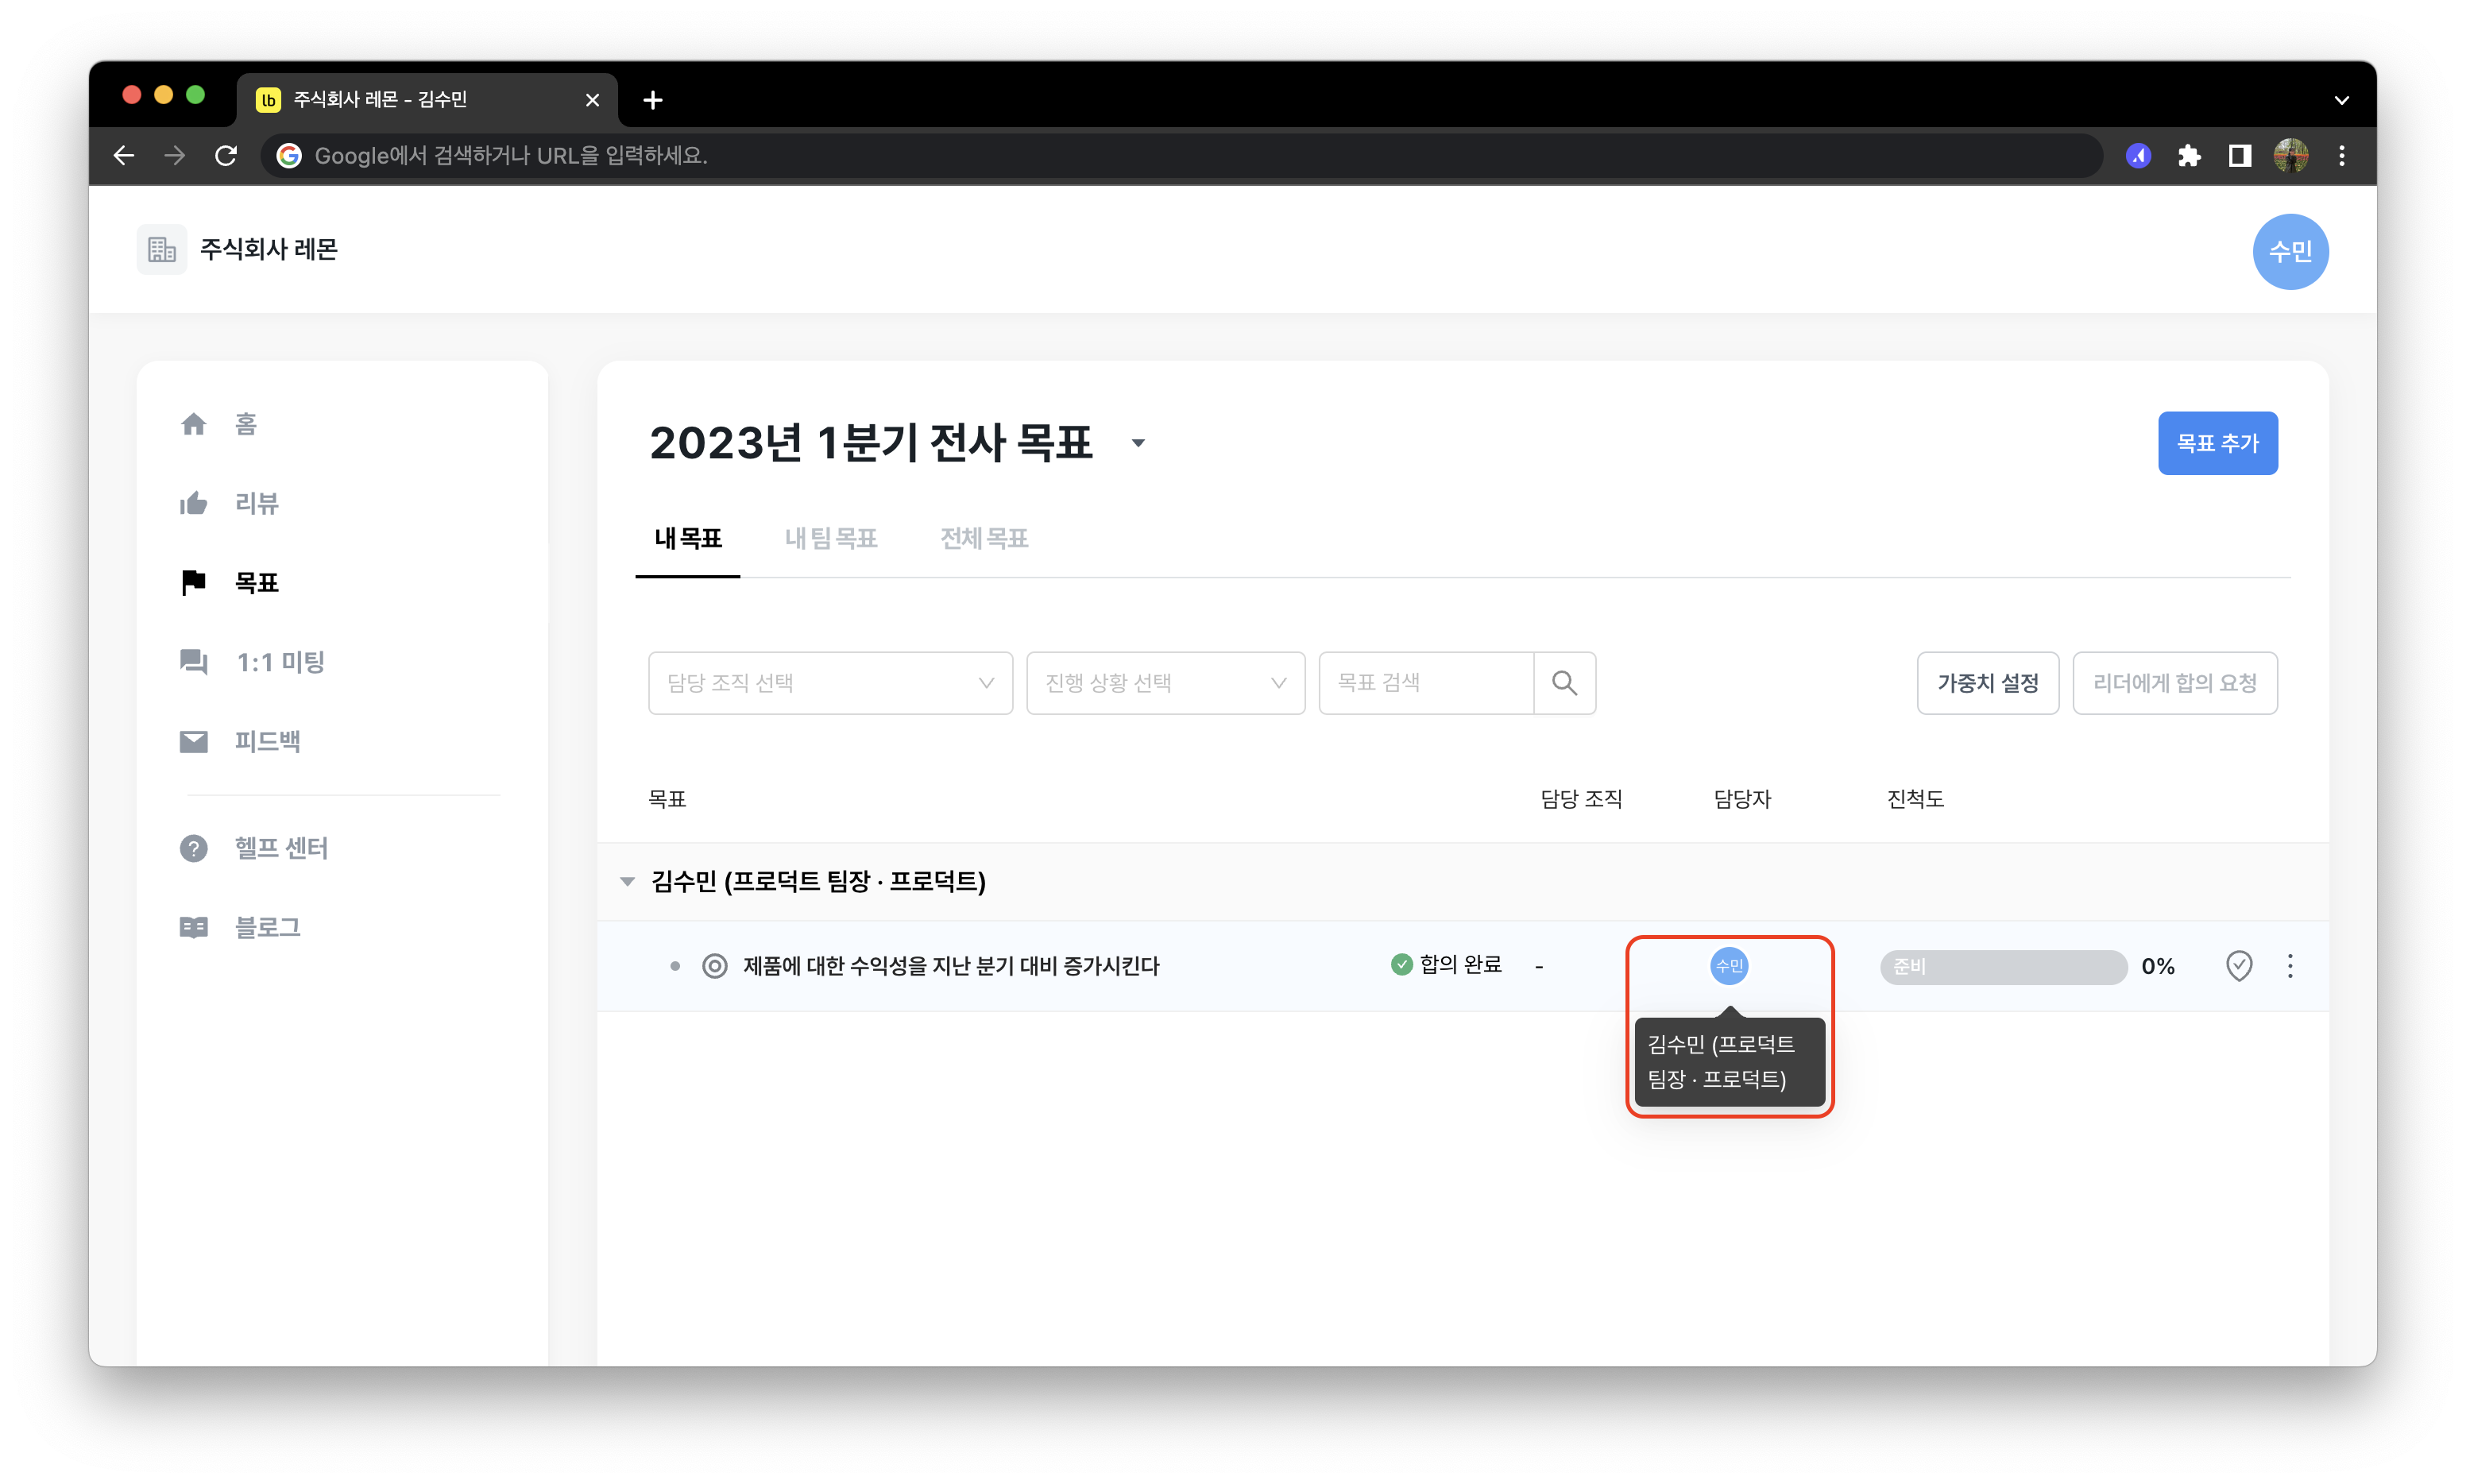 lb 주식회사 레몬 - 김수민
Google에서 검색하거나 URL을 입력하세요.
주식회사 레몬
수민
홈
리뷰
목표
1:1 미팅
피드백
헬프 센터
블로그
2023년 1분기 전사 목표
목표 추가
내 목표 내 팀 목표 전체 목표
담당 조직 선택 진행 상황 선택 목표 검색 가중치 설정 리더에게 합의 요청
목표 담당 조직 담당자 진척도
김수민 (프로덕트 팀장 · 프로덕트)
제품에 대한 수익성을 지난 분기 대비 증가시킨다 합의 완료 - 수민 준비 0%
김수민 (프로덕트
팀장 · 프로덕트)